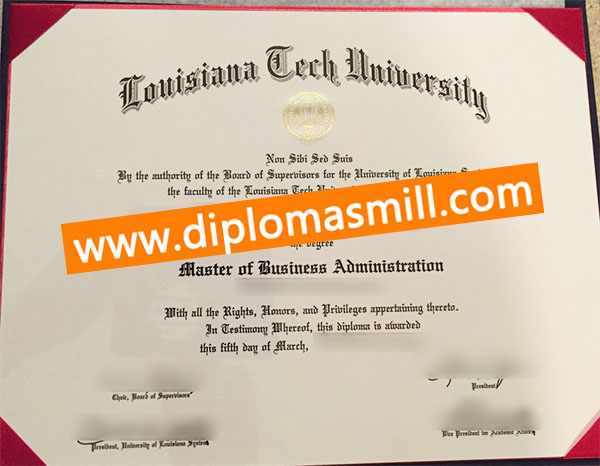 Louisiana Tech University
Non Sibi Sed Suis
By the authority of the Board of Supervisors for the University of Louisiana
the faculty of the Louisiana Tech
www.diplomasmill.com
the degree
Master of Business Administration
With all the Rights, Honors, and Privileges appertaining thereto.
In Testimony Whereof, this diploma is awarded
this fifth day of March,
Chair, Board of Supervisors
President
President, University of Louisiana System
Vice President for Academic Affairs